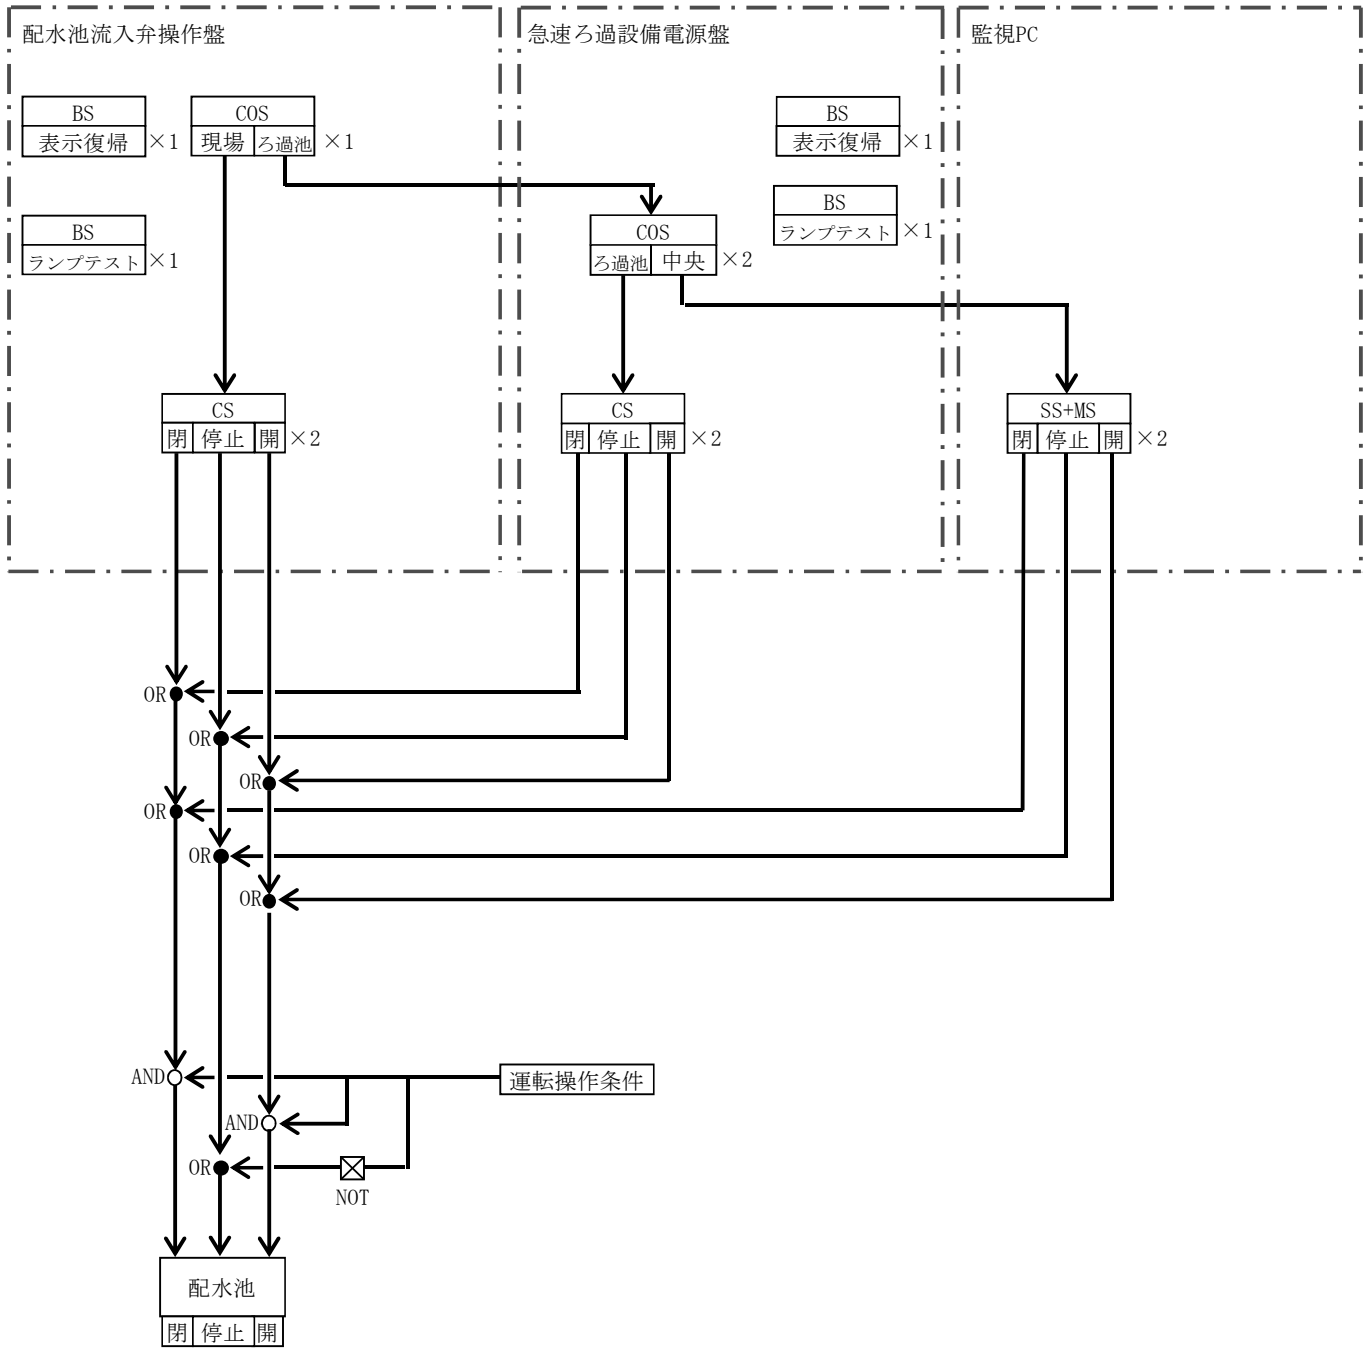 配水池流入弁操作盤
急速ろ過設備電源盤
監視PC
BS
表示復帰
×1
COS
現場
ろ過池
×1
BS
表示復帰
×1
BS
ランプテスト
×1
BS
ランプテスト
×1
COS
ろ過池
中央
×2
CS
閉
停止
開
×2
CS
閉
停止
開
×2
SS+MS
閉
停止
開
×2
OR
OR
OR
OR
OR
OR
AND
運転操作条件
AND
OR
NOT
配水池
閉
停止
開